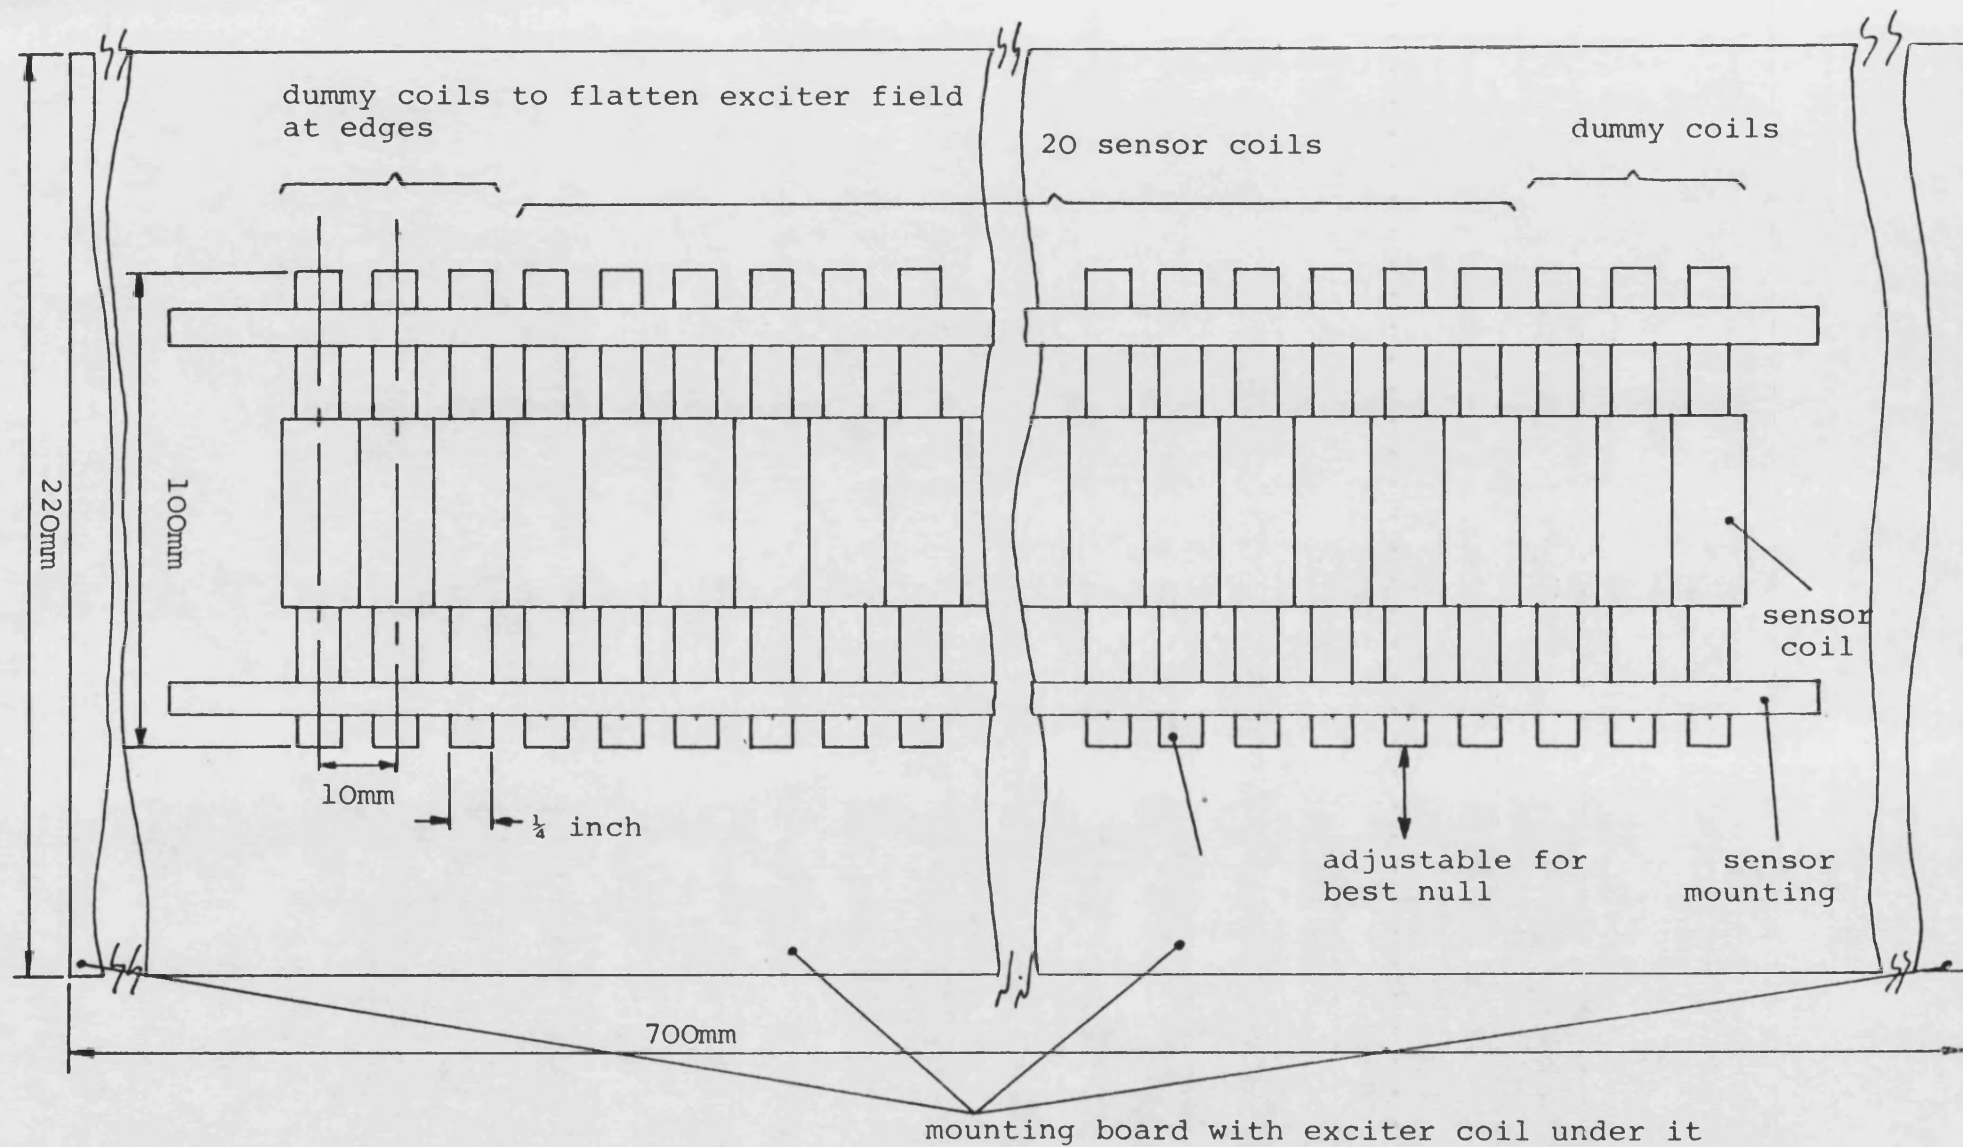 dummy coils to flatten exciter field
at edges
20 sensor coils
dummy coils
220mm
100mm
sensor
coil
10mm
¼ inch
adjustable for
best null
sensor
mounting
700mm
mounting board with exciter coil under it